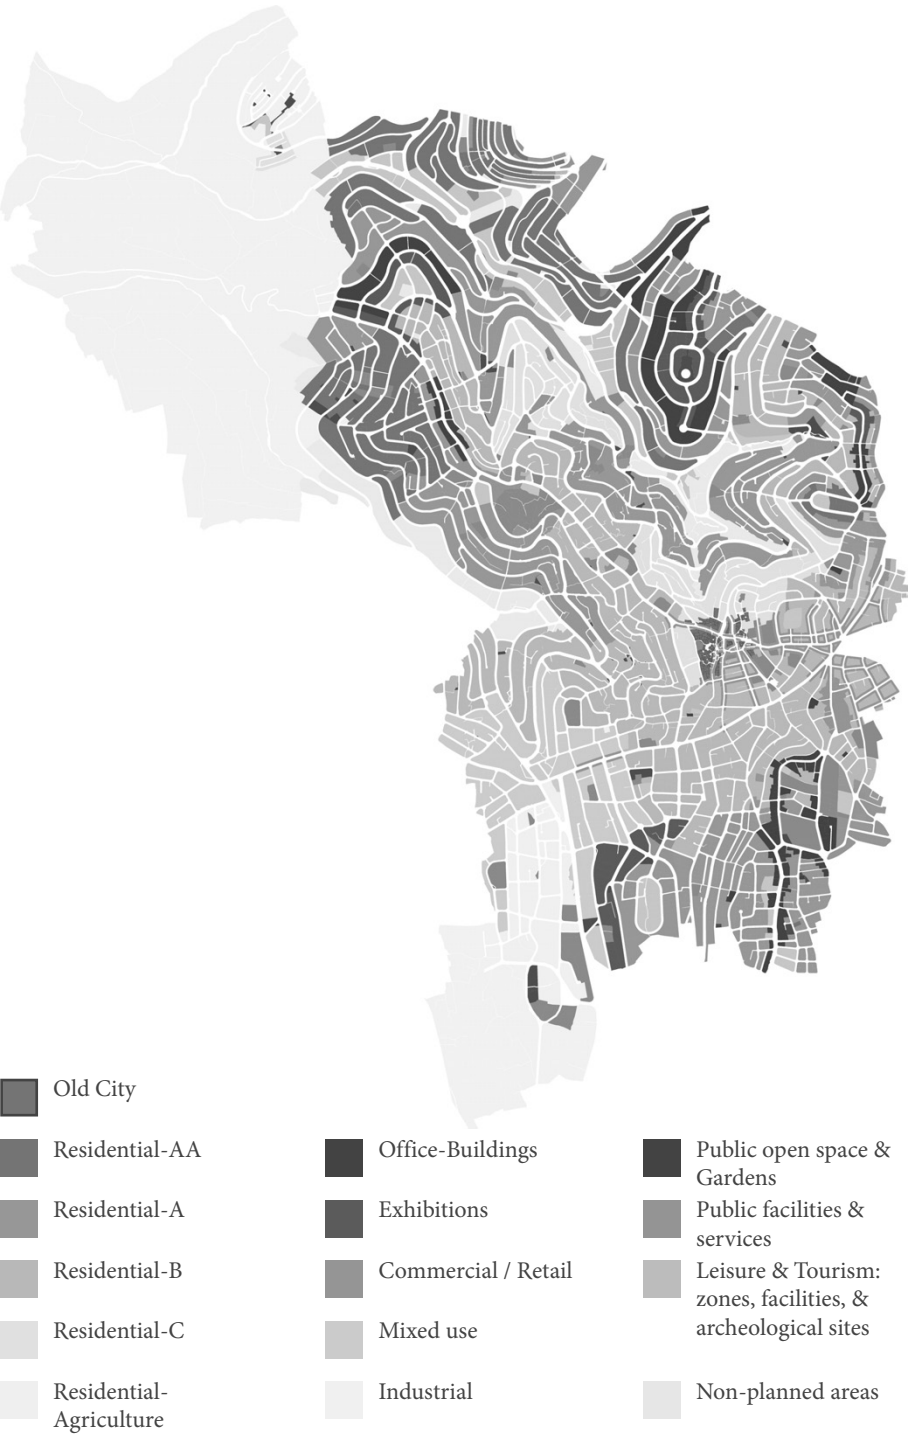 Old City
Residential-AA
Residential-A
Residential-B
Residential-C
Residential-
Agriculture
Office-Buildings
Exhibitions
Commercial / Retail
Mixed use
Industrial
Public open space &
Gardens
Public facilities &
services
Leisure & Tourism:
zones, facilities, &
archeological sites
Non-planned areas